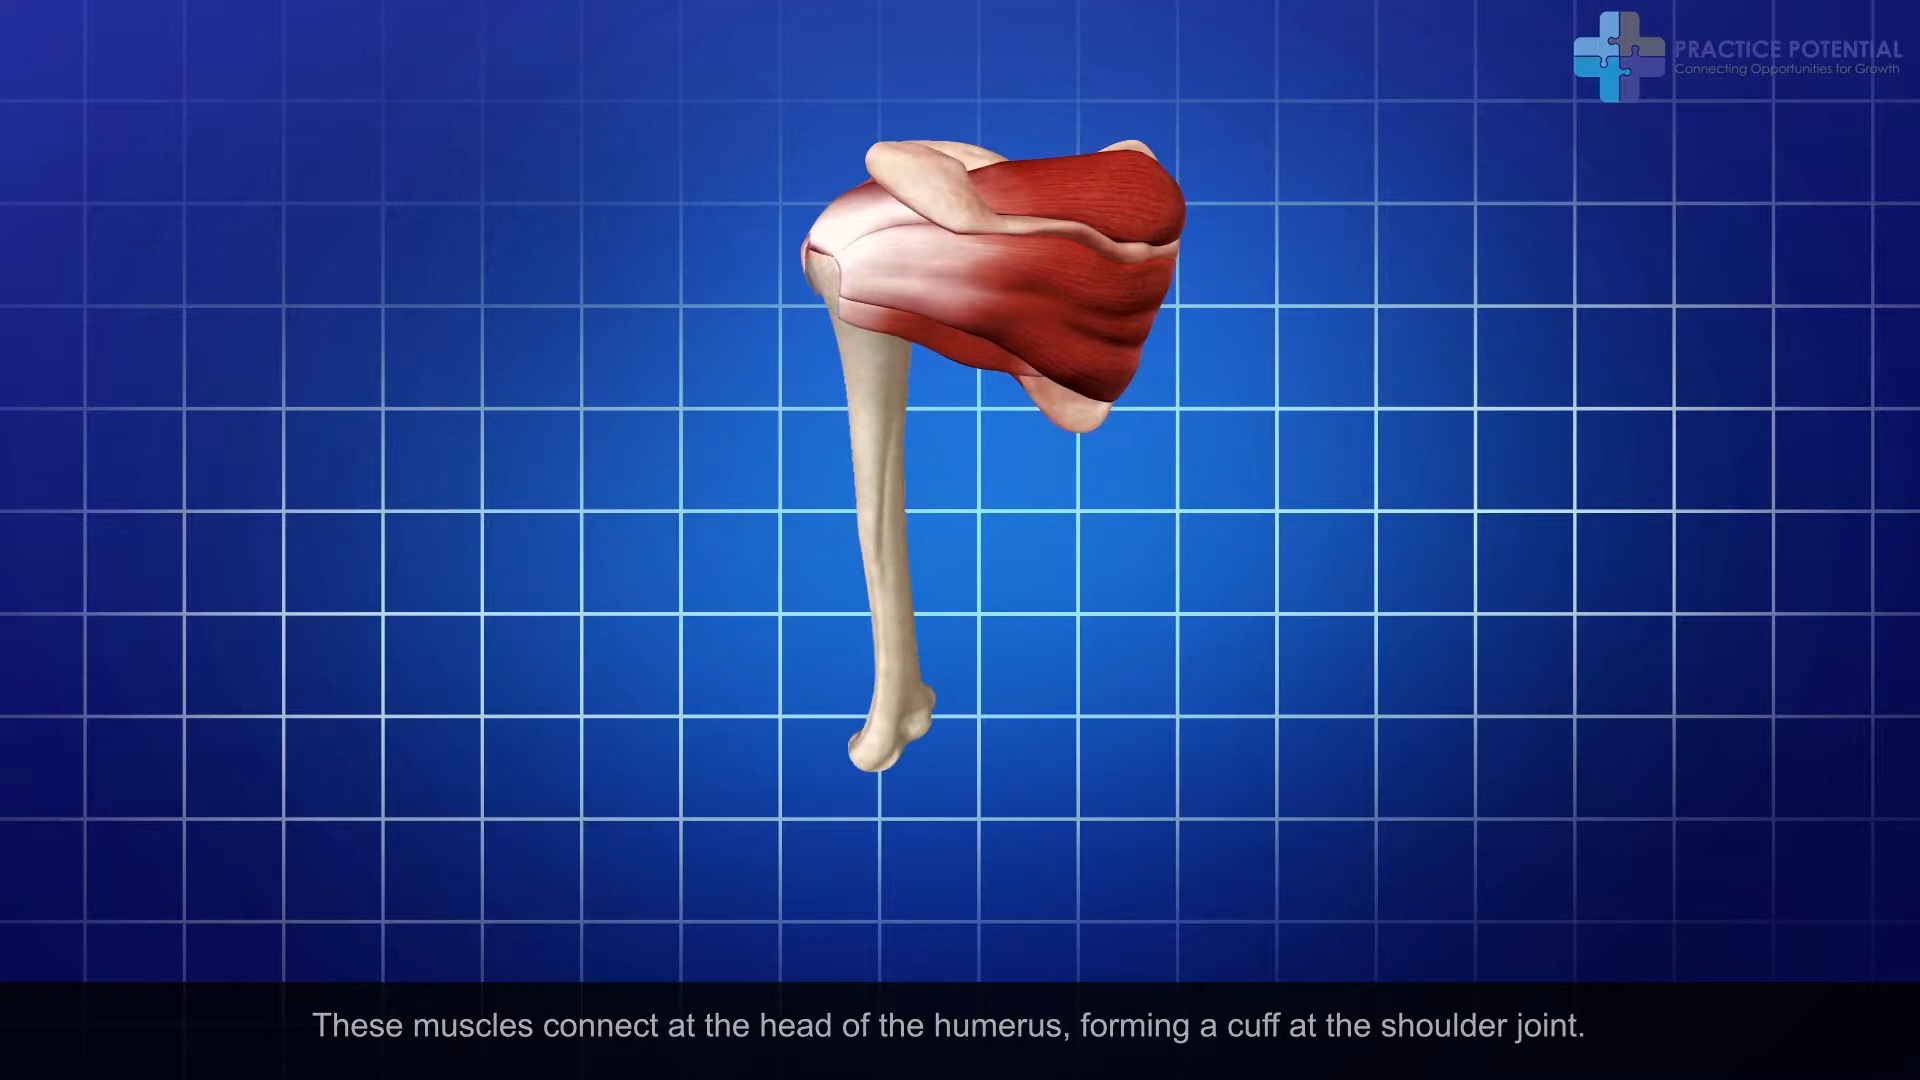 PRACTICE POTENTIAL
Connecting Opportunities for Growth
These muscles connect at the head of the humerus, forming a cuff at the shoulder joint.